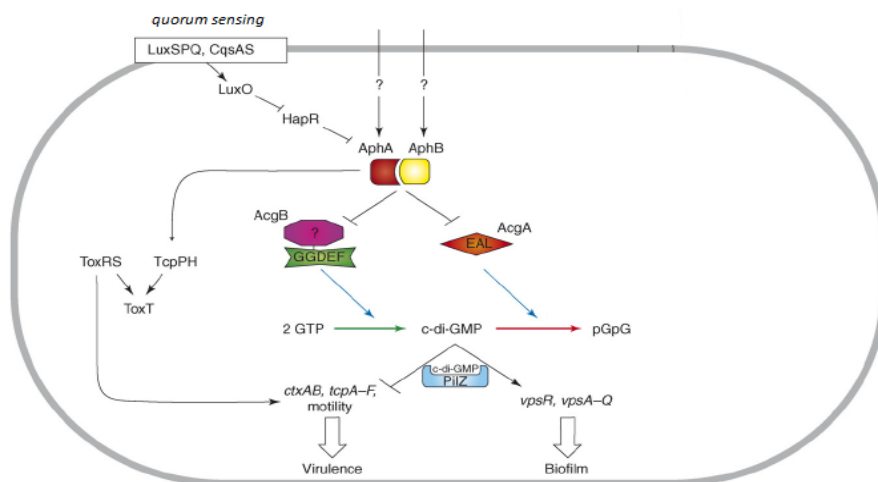 quorum sensing
LuxSPQ, CqsAS
LuxO
HapR
?
?
AphA
AphB
AcgB
?
GGDEF
AcgA
EAL
ToxRS
TcpPH
ToxT
2 GTP
c-di-GMP
pGpG
c-di-GMP
PilZ
ctxAB, tcpA–F,
motility
vpsR, vpsA–Q
Virulence
Biofilm